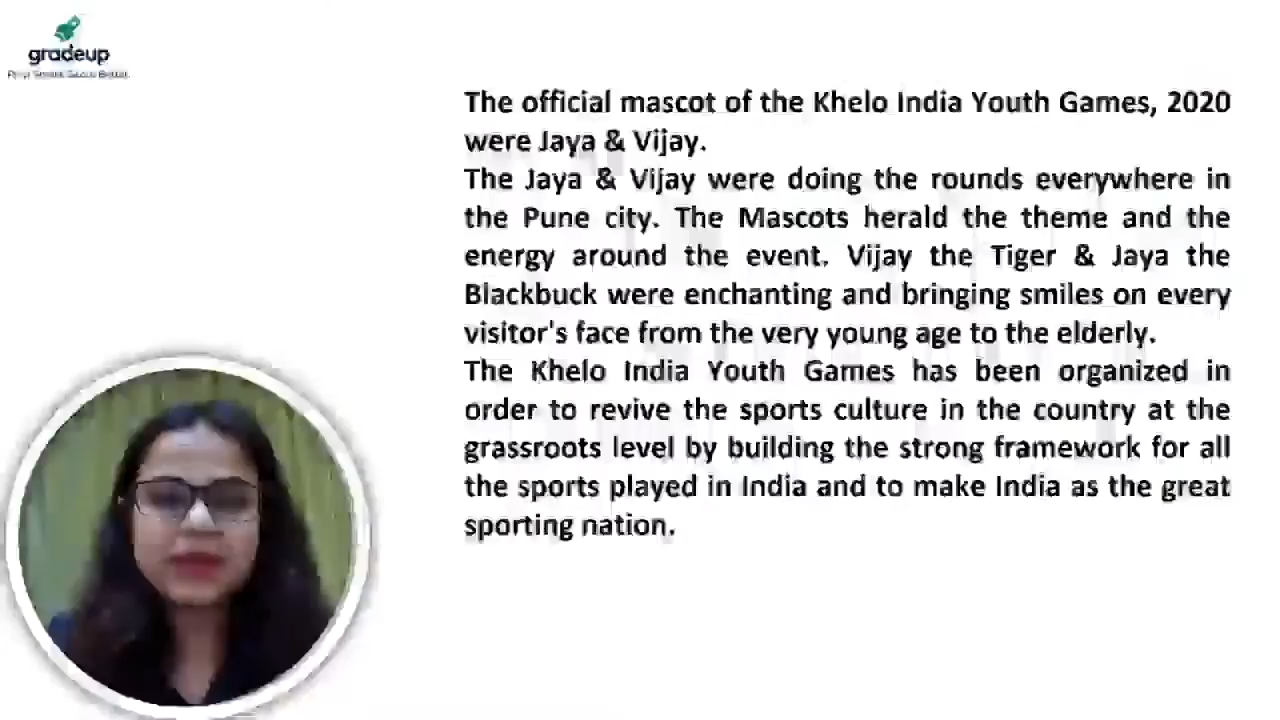 gradeup
The official mascot of the Khelo India Youth Games, 2020
were Jaya & Vijay.
The Jaya & Vijay were doing the rounds everywhere in
the Pune city. The Mascots herald the theme and the
energy around the event. Vijay the Tiger & Jaya the
Blackbuck were enchanting and bringing smiles on every
visitor's face from the very young age to the elderly.
The Khelo India Youth Games has been organized in
order to revive the sports culture in the country at the
grassroots level by building the strong framework for all
the sports played in India and to make India as the great
sporting nation.